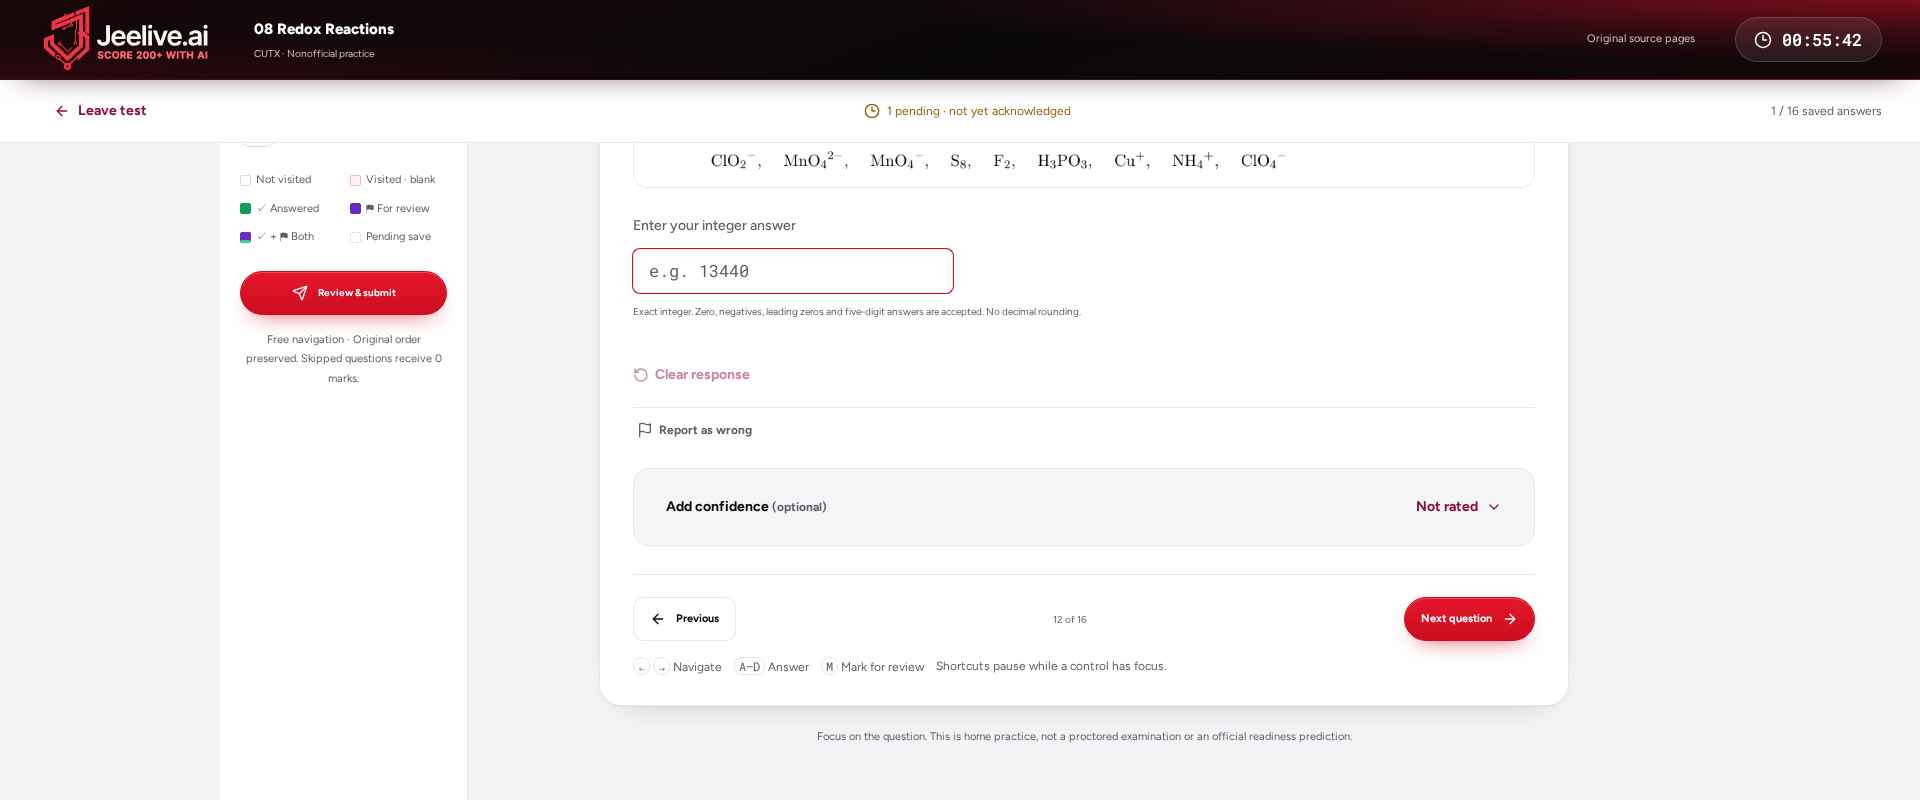 Jeelive.ai
SCORE 200+ WITH AI
08 Redox Reactions
CUTX · Nonofficial practice
Original source pages
00:55:42
Leave test
1 pending · not yet acknowledged
1 / 16 saved answers
Not visited
Visited · blank
✓ Answered
For review
✓ + Both
Pending save
Review & submit
Free navigation · Original order
preserved. Skipped questions receive 0
marks.
ClO₂⁻, MnO₄²⁻, MnO₄⁻, S₈, F₂, H₃PO₃, Cu⁺, NH₄⁺, ClO₄⁻
Enter your integer answer
e.g. 13440
Exact integer. Zero, negatives, leading zeros and five-digit answers are accepted. No decimal rounding.
Clear response
Report as wrong
Add confidence (optional)
Not rated
Previous
12 of 16
Next question
← → Navigate A–D Answer M Mark for review Shortcuts pause while a control has focus.
Focus on the question. This is home practice, not a proctored examination or an official readiness prediction.